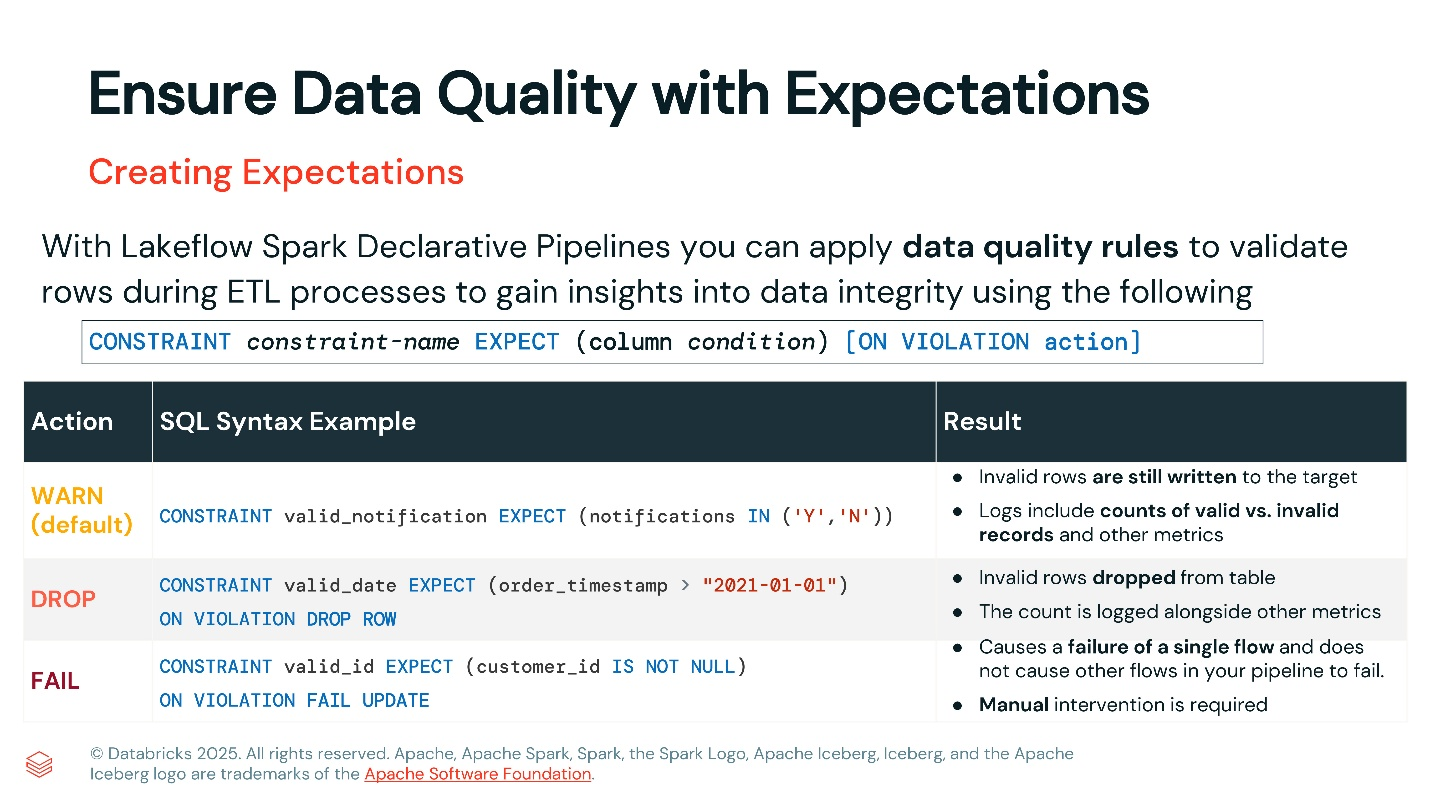 Ensure Data Quality with Expectations
Creating Expectations
With Lakeflow Spark Declarative Pipelines you can apply data quality rules to validate
rows during ETL processes to gain insights into data integrity using the following
CONSTRAINT constraint-name EXPECT (column condition) [ON VIOLATION action]
Action
SQL Syntax Example
Result
WARN
(default)
CONSTRAINT valid_notification EXPECT (notifications IN ('Y','N'))
● Invalid rows are still written to the target
● Logs include counts of valid vs. invalid
records and other metrics
DROP
CONSTRAINT valid_date EXPECT (order_timestamp > "2021-01-01")
ON VIOLATION DROP ROW
● Invalid rows dropped from table
● The count is logged alongside other metrics
FAIL
CONSTRAINT valid_id EXPECT (customer_id IS NOT NULL)
ON VIOLATION FAIL UPDATE
● Causes a failure of a single flow and does
not cause other flows in your pipeline to fail.
● Manual intervention is required
© Databricks 2025. All rights reserved. Apache, Apache Spark, Spark, the Spark Logo, Apache Iceberg, Iceberg, and the Apache
Iceberg logo are trademarks of the Apache Software Foundation.